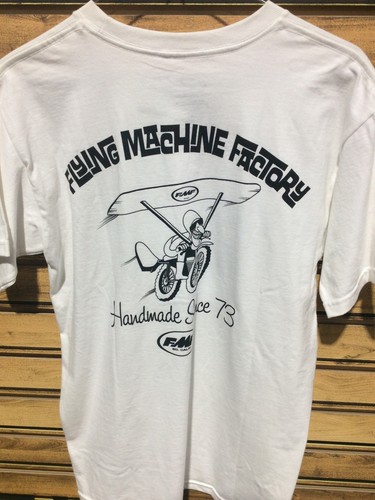 FLYING MACHINE FACTORY
FMF
Handmade Since 73
FMF